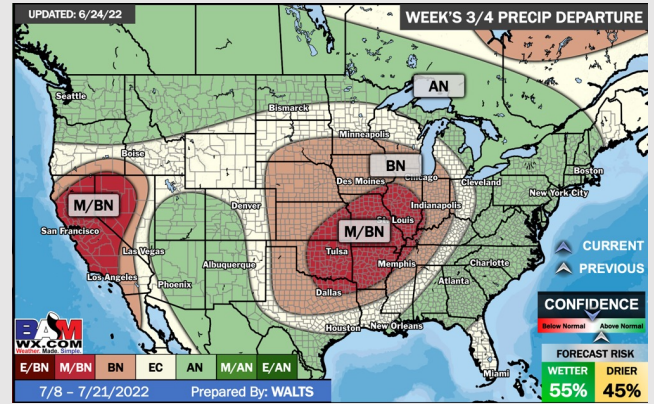 UPDATED: 6/24/22
WEEK'S 3/4 PRECIP DEPARTURE
Seattle
AN
Bismarck
Minneapolis
Boise
BN
Chicago
Boston
Des Moines
Cleveland
New York City
M/BN
Denver
Indianapolis
St. Louis
San Francisco
M/BN
CURRENT
Las Vegas
Tulsa
Albuquerque
Memphis
Charlotte
PREVIOUS
Los Angeles
Phoenix
Atlanta
Dallas
CONFIDENCE
Below Normal
Above Normal
Houston
New Orleans
BAM
WX.COM
Weather. Made. Simple.
FORECAST RISK
Miami
E/BN M/BN BN EC AN M/AN E/AN
WETTER
DRIER
55%
45%
7/8 - 7/21/2022
Prepared By: WALTS